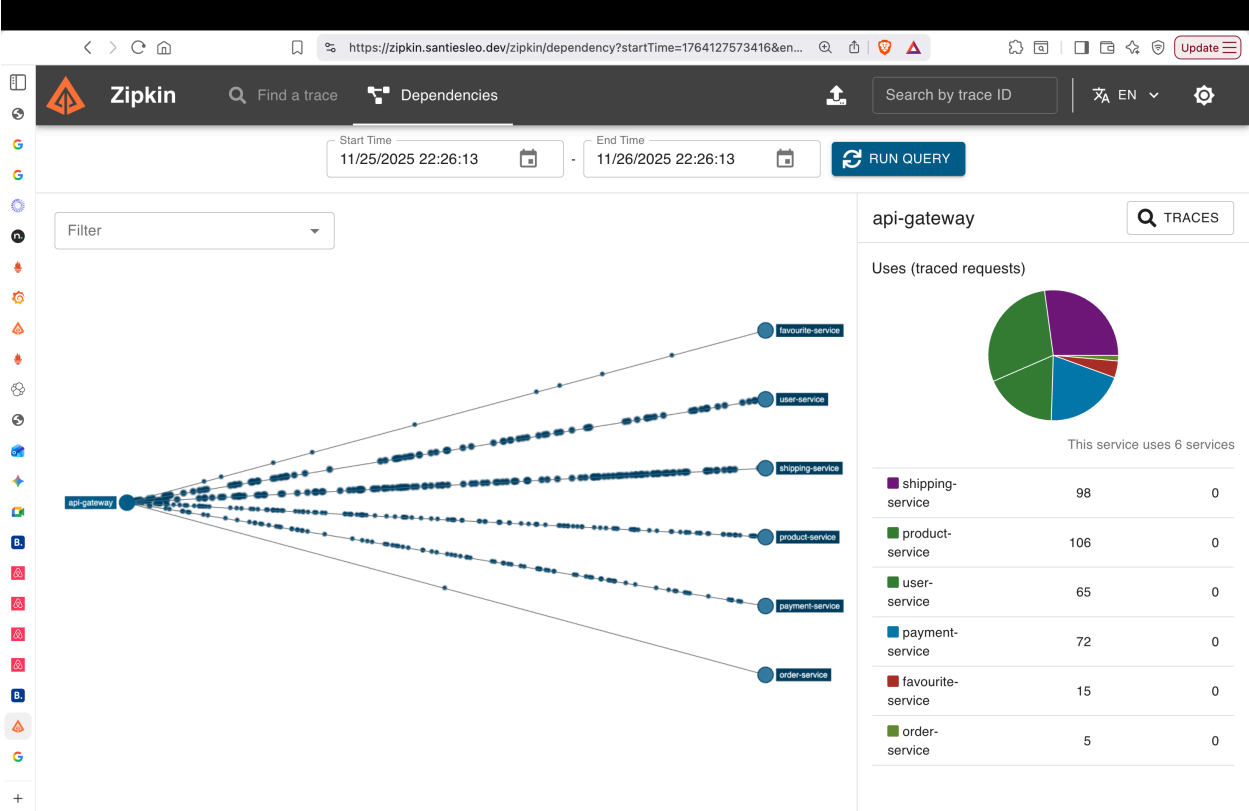 https://zipkin.santiesleo.dev/zipkin/dependency?startTime=1764127573416&en...
Update
Zipkin
Find a trace
Dependencies
Search by trace ID
EN
Start Time
11/25/2025 22:26:13
-
End Time
11/26/2025 22:26:13
RUN QUERY
Filter
api-gateway
TRACES
Uses (traced requests)
This service uses 6 services
shipping-
service 98 0
product-
service 106 0
user-
service 65 0
payment-
service 72 0
favourite-
service 15 0
order-
service 5 0
favourite-service
user-service
shipping-service
api-gateway
product-service
payment-service
order-service
n.
B.
B.